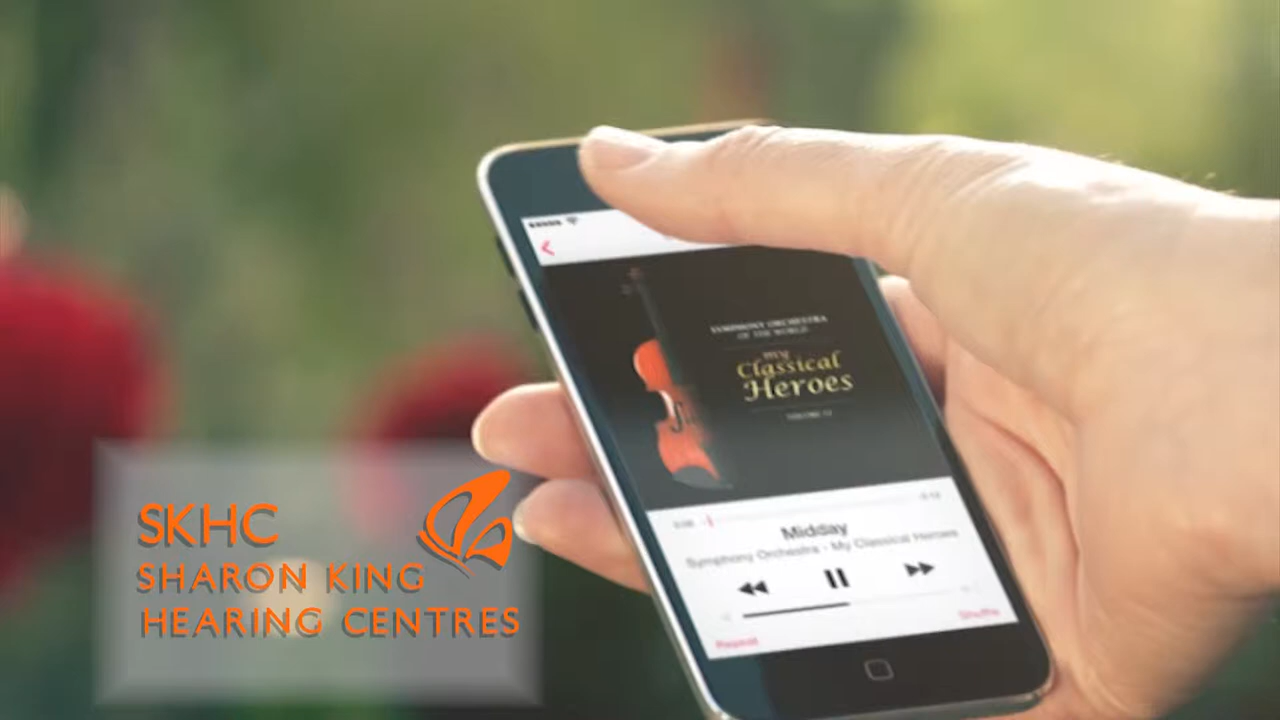 SYMPHONY ORCHESTRA
OF THE WORLD
my
Classical
Heroes
Midday
Symphony Orchestra - My Classical Heroes
Repeat
Shuffle
SKHC
SHARON KING
HEARING CENTRES